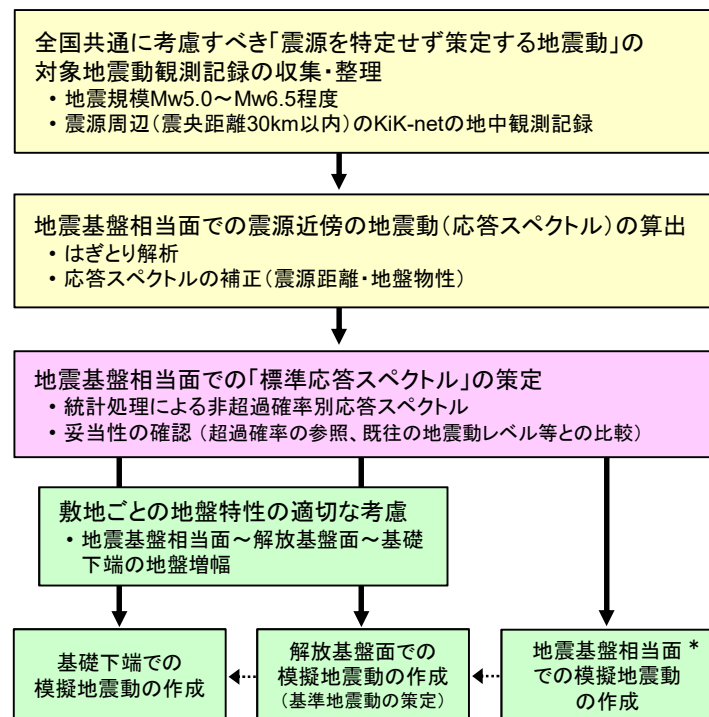 全国共通に考慮すべき「震源を特定せず策定する地震動」の
対象地震動観測記録の収集・整理
・地震規模Mw5.0～Mw6.5程度
・震源周辺（震央距離30km以内）のKiK-netの地中観測記録
地震基盤相当面での震源近傍の地震動（応答スペクトル）の算出
・はぎとり解析
・応答スペクトルの補正（震源距離・地盤物性）
地震基盤相当面での「標準応答スペクトル」の策定
・統計処理による非超過確率別応答スペクトル
・妥当性の確認（超過確率の参照、既往の地震動レベル等との比較）
敷地ごとの地盤特性の適切な考慮
・地震基盤相当面～解放基盤面～基礎
下端の地盤増幅
基礎下端での
模擬地震動の作成
解放基盤面での
模擬地震動の作成
（基準地震動の策定）
地震基盤相当面*
での模擬地震動
の作成